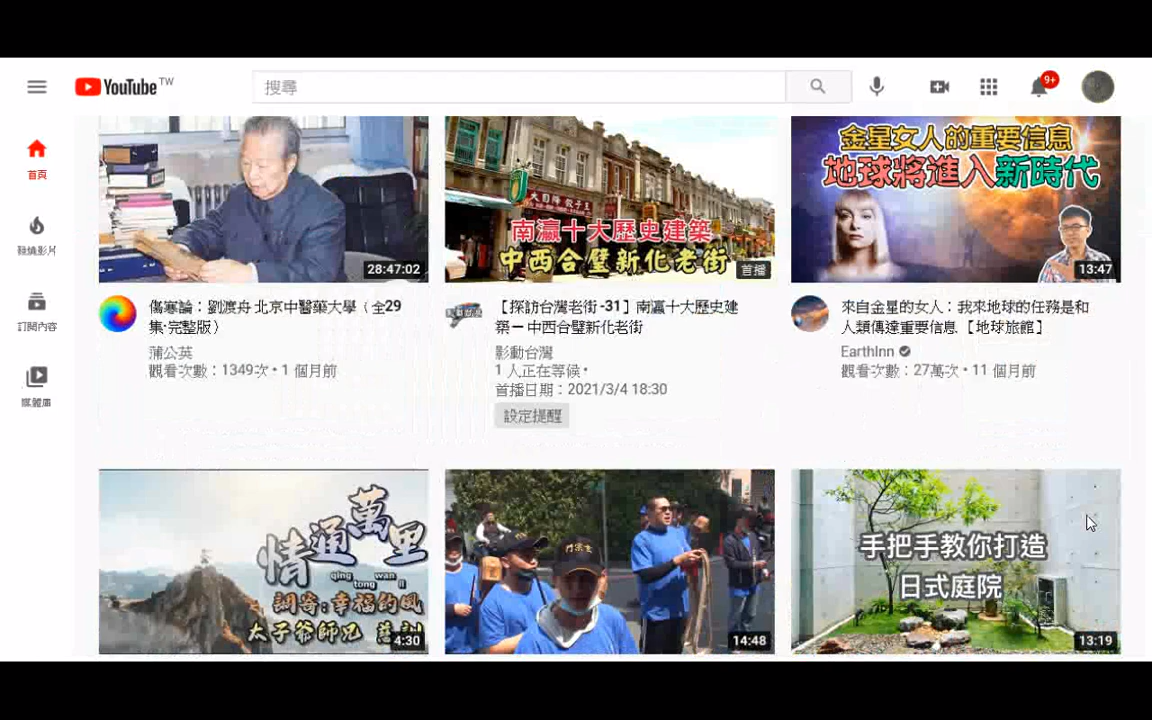 YouTube TW
搜尋
9+
首頁
發燒影片
訂閱內容
媒體庫
28:47:02
傷寒論：劉渡舟 北京中醫藥大學（全29
集·完整版）
蒲公英
觀看次數：1349次 • 1 個月前
南瀛十大歷史建築
中西合璧新化老街
首播
【探訪台灣老街 -31】南瀛十大歷史建
築 — 中西合璧新化老街
影動台灣
1 人正在等候 •
首播日期：2021/3/4 18:30
設定提醒
金星女人的重要信息
地球將進入新時代
13:47
來自金星的女人：我來地球的任務是和
人類傳達重要信息.【地球旅館】
EarthInn
觀看次數：27萬次 • 11 個月前
情通萬里
qing tong wan li
調寄:幸福的風
太子爺師兄 慈訓
4:30
14:48
手把手教你打造
日式庭院
13:19